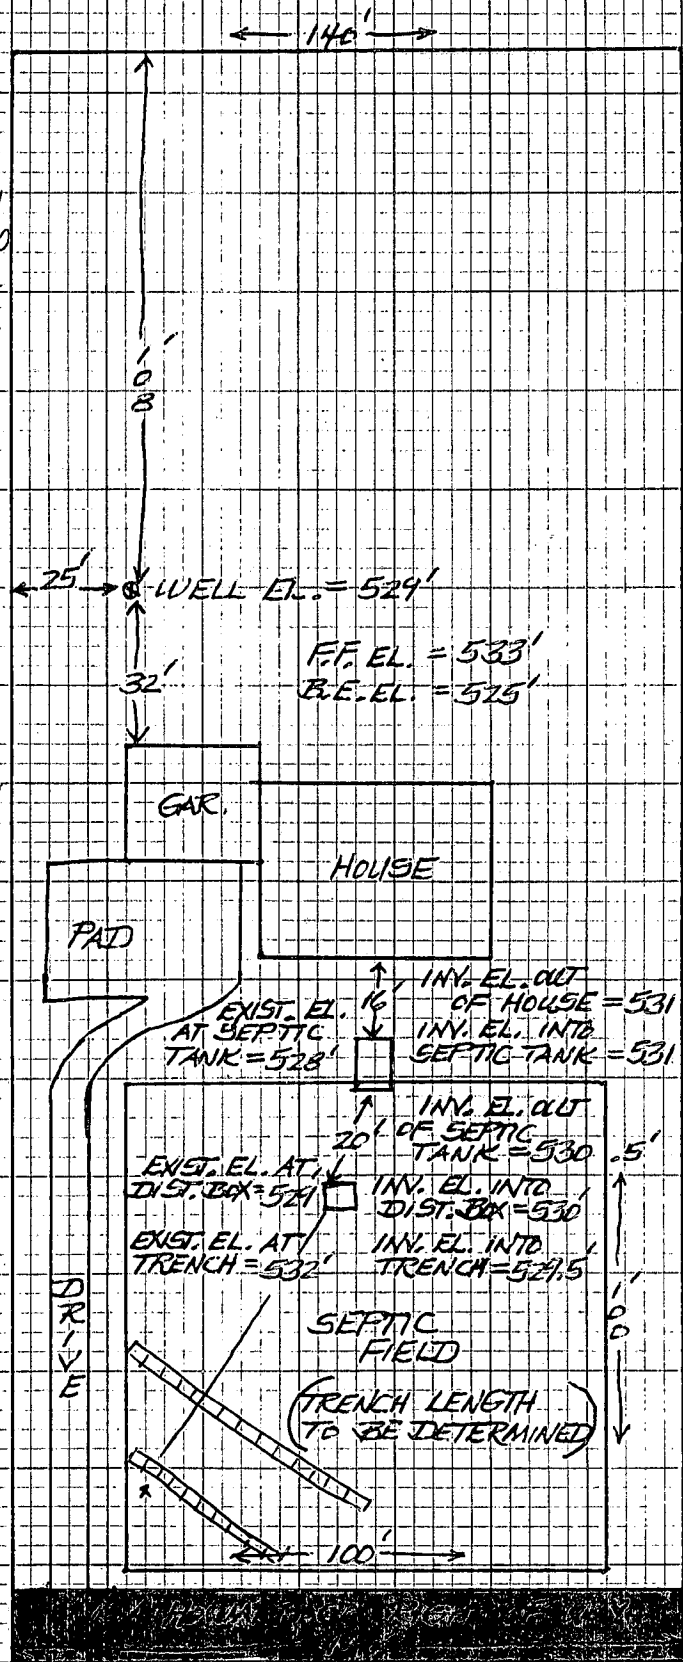 140'
25'
WELL EL. = 529'
32'
F.F. EL. = 533'
B.E. EL. = 525'
GAR.
HOUSE
PAD
16'
INV. EL. OUT
OF HOUSE = 531
INV. EL. INTO
SEPTIC TANK = 531
EXIST. EL.
AT SEPTIC
TANK = 528'
20'
INV. EL. OUT
OF SEPTIC
TANK = 530.5'
EXIST. EL. AT
DIST. BOX = 529'
INV. EL. INTO
DIST. BOX = 530'
EXIST. EL. AT
TRENCH = 532'
INV. EL. INTO
TRENCH = 529.5'
DRIVE
100'
SEPTIC
FIELD
(TRENCH LENGTH
TO BE DETERMINED)
100'